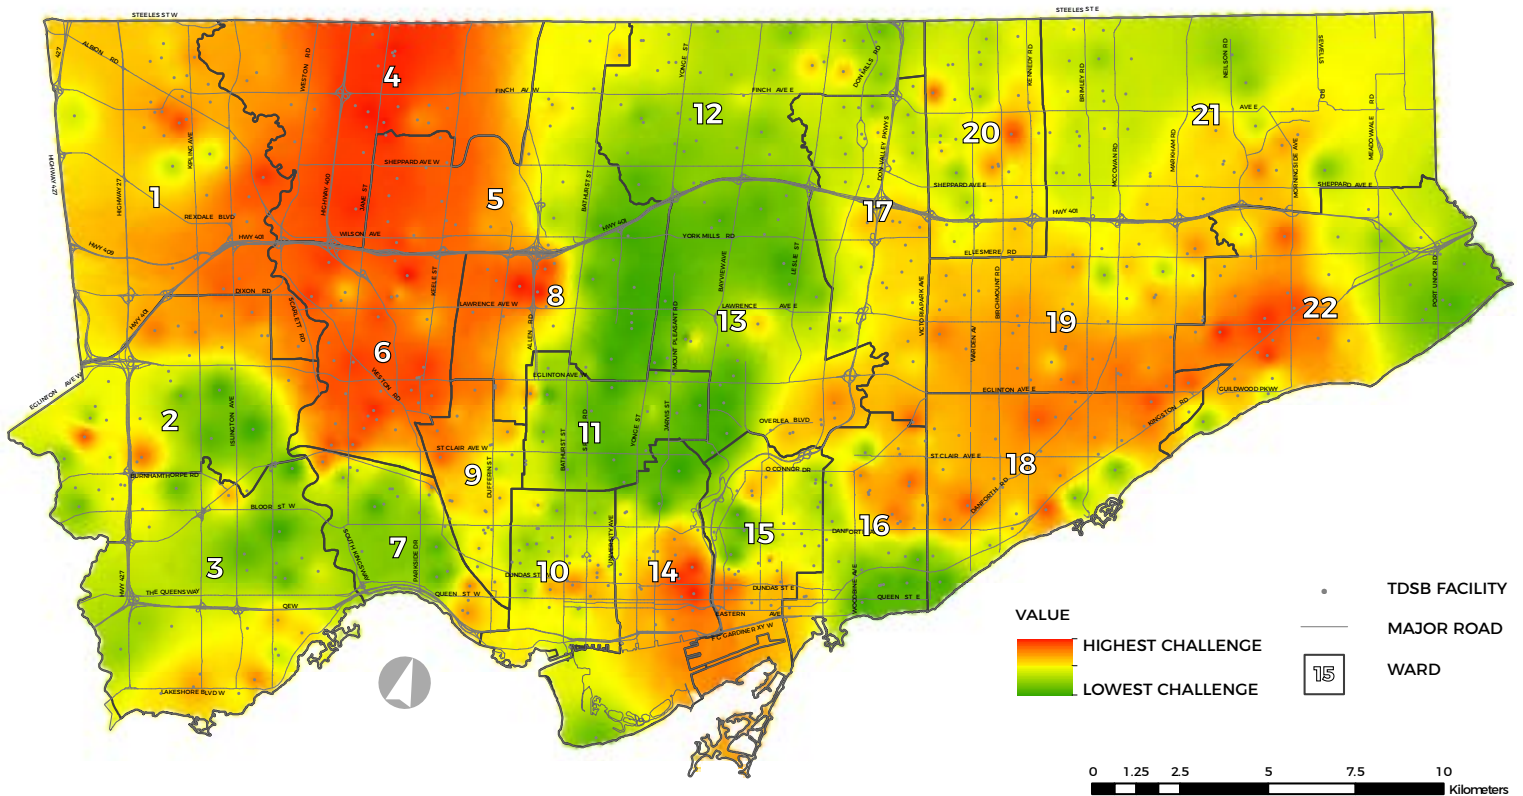 STEELES ST W
STEELES ST E
427
ALBION RD
WESTON RD
4
YONGE ST
DON MILLS RD
KENNEDY RD
BRIMLEY RD
NEILSON RD
SEWELLS
RD
FINCH AV W
FINCH AVE E
12
21
AVE E
RD
MEADOWVALE
KIPLING AVE
20
DON VALLEY PKWY S
MCCOWAN RD
MARKHAM RD
MORNINGSIDE AVE
HIGHWAY 427
HIGHWAY 27
1
SHEPPARD AVE W
HIGHWAY 400
JANE ST
5
BATHURST ST
SHEPPARD AVE E
SHEPPARD AVE E
REXDALE BLVD
17
HWY 401
HWY 401
WILSON AVE
HWY 401
YORK MILLS RD
HWY 409
ELLESMERE RD
KEELE ST
BAYVIEW AVE
LESLIE ST
VICTORIA PARK AVE
BIRCHMOUNT RD
PORT UNION RD
DIXON RD
SCARLETT RD
LAWRENCE AVE W
8
LAWRENCE AVE E
22
HWY 401
ALLEN RD
MOUNT PLEASANT RD
13
WARDEN AV
19
6
EGLINTON AVE W
WESTON RD
EGLINTON AVE W
EGLINTON AVE E
GUILDWOOD PKWY
2
ISLINGTON AVE
RD
YONGE ST
JARVIS ST
OVERLEA BLVD
KINGSTON RD
11
BATHURST ST
ST CLAIR AVE W
ST CLAIR AVE E
18
BURNHAMTHORPE RD
9
DUFFERIN ST
O CONNOR DR
DANFORTH RD
BLOOR ST W
UNIVERSITY AVE
15
16
7
SOUTH KINGSWAY
PARKSIDE DR
3
HWY 427
10
DUNDAS ST
14
DUNDAS ST E
WOODBINE AVE
THE QUEENSWAY
QUEEN ST W
QUEEN ST E
QEW
EASTERN AVE
F G GARDINER XY W
LAKESHORE BLVD W
VALUE
HIGHEST CHALLENGE
LOWEST CHALLENGE
TDSB FACILITY
MAJOR ROAD
15
WARD
0 1.25 2.5 5 7.5 10
Kilometers